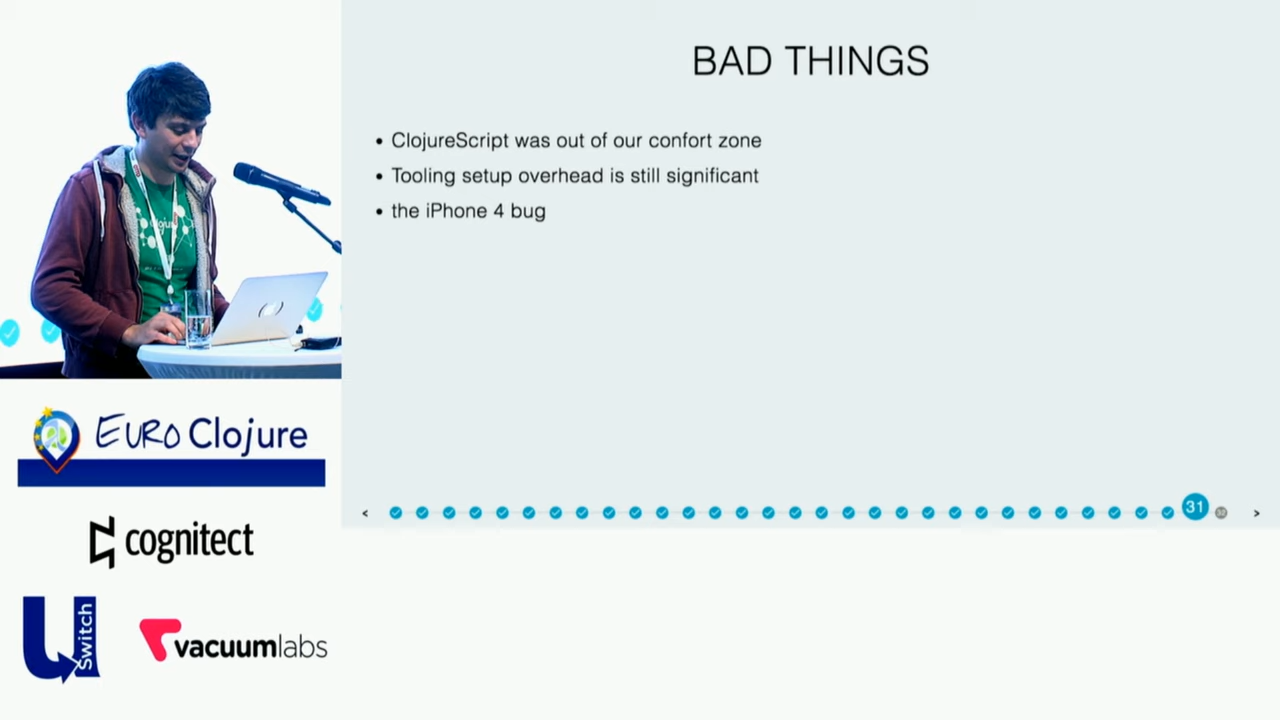 BAD THINGS
• ClojureScript was out of our confort zone
• Tooling setup overhead is still significant
• the iPhone 4 bug
< 31 32 >
EURO Clojure
cognitect
USwitch
vacuumlabs